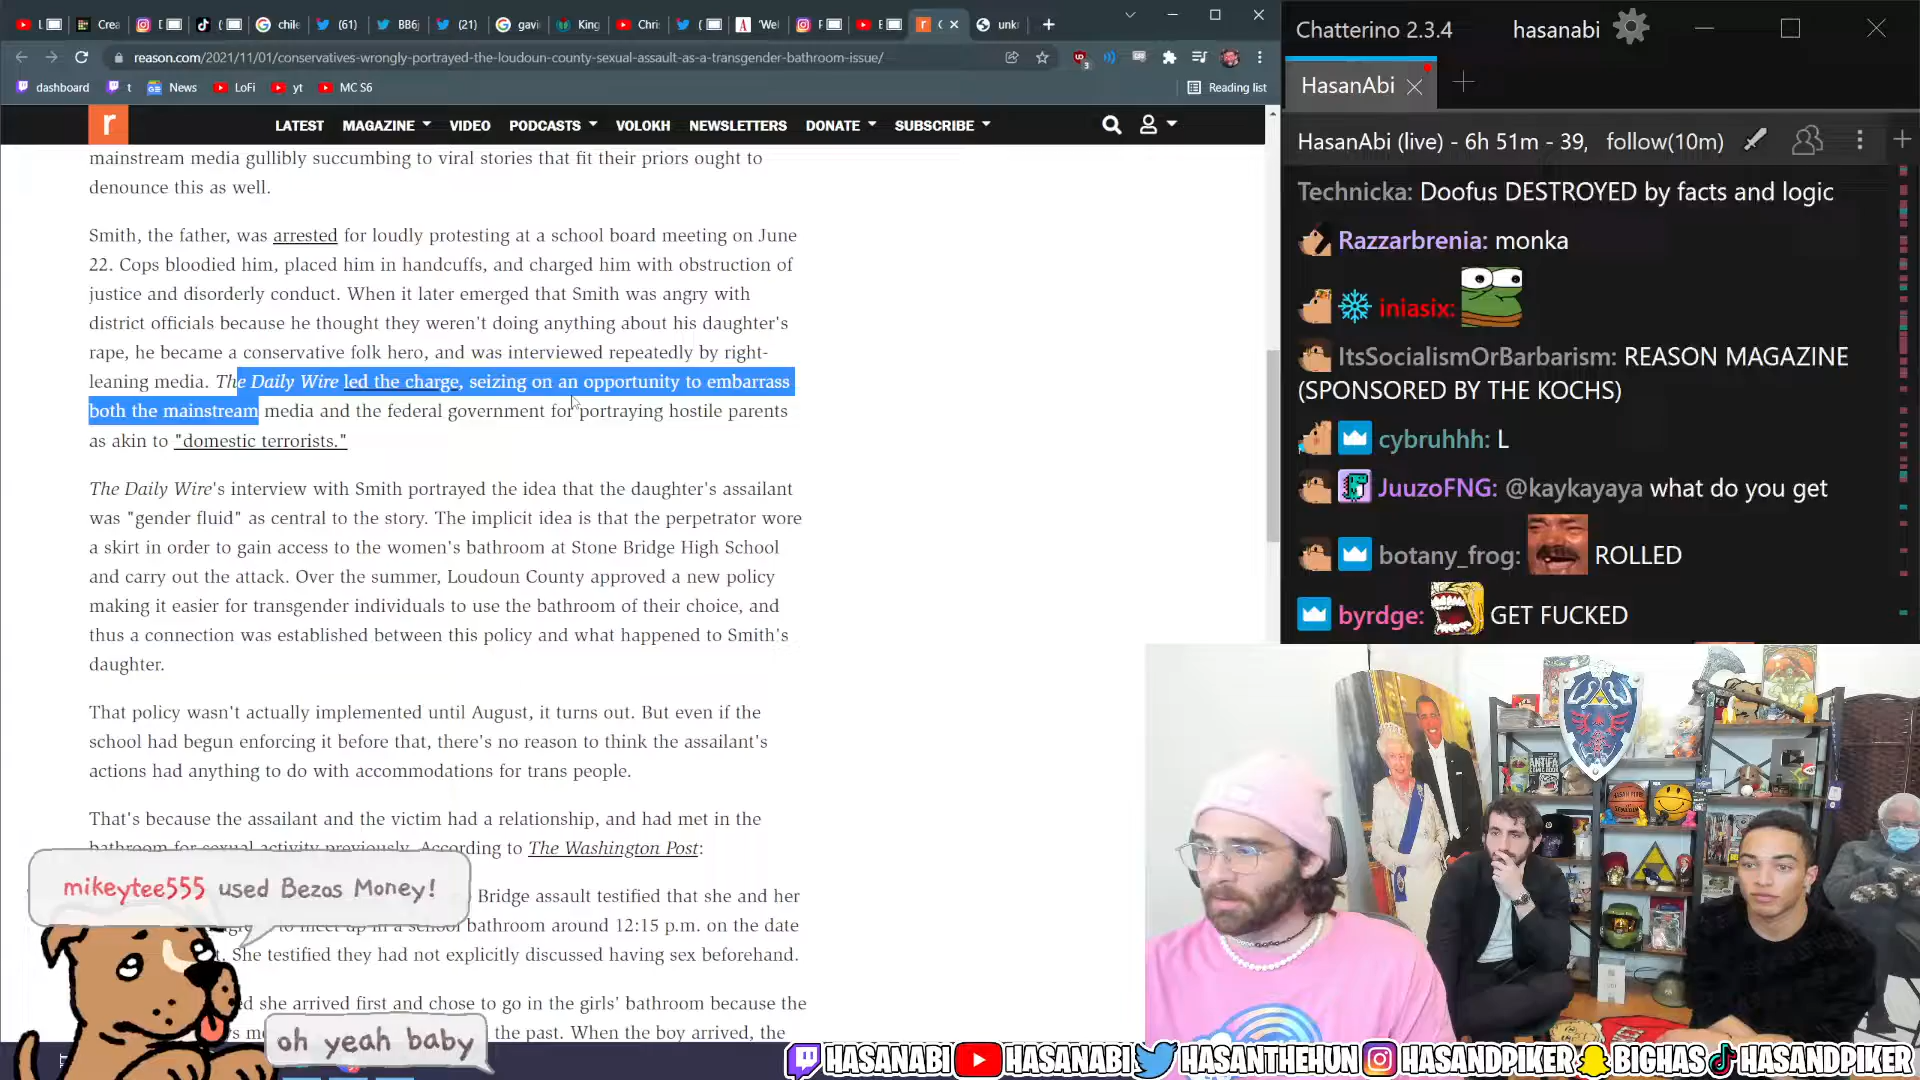 Crea
chile
(61)
BB6j
(21)
gavi
King
Chris
'Wel
unkr
reason.com/2021/11/01/conservatives-wrongly-portrayed-the-loudoun-county-sexual-assault-as-a-transgender-bathroom-issue/
dashboard t News LoFi yt MC S6 Reading list
r LATEST MAGAZINE VIDEO PODCASTS VOLOKH NEWSLETTERS DONATE SUBSCRIBE
mainstream media gullibly succumbing to viral stories that fit their priors ought to
denounce this as well.
Smith, the father, was arrested for loudly protesting at a school board meeting on June
22. Cops bloodied him, placed him in handcuffs, and charged him with obstruction of
justice and disorderly conduct. When it later emerged that Smith was angry with
district officials because he thought they weren't doing anything about his daughter's
rape, he became a conservative folk hero, and was interviewed repeatedly by right-
leaning media. The Daily Wire led the charge, seizing on an opportunity to embarrass
both the mainstream media and the federal government for portraying hostile parents
as akin to "domestic terrorists."
The Daily Wire's interview with Smith portrayed the idea that the daughter's assailant
was "gender fluid" as central to the story. The implicit idea is that the perpetrator wore
a skirt in order to gain access to the women's bathroom at Stone Bridge High School
and carry out the attack. Over the summer, Loudoun County approved a new policy
making it easier for transgender individuals to use the bathroom of their choice, and
thus a connection was established between this policy and what happened to Smith's
daughter.
That policy wasn't actually implemented until August, it turns out. But even if the
school had begun enforcing it before that, there's no reason to think the assailant's
actions had anything to do with accommodations for trans people.
That's because the assailant and the victim had a relationship, and had met in the
bathroom for sexual activity previously. According to The Washington Post:
Bridge assault testified that she and her
to meet up in a school bathroom around 12:15 p.m. on the date
She testified they had not explicitly discussed having sex beforehand.
she arrived first and chose to go in the girls' bathroom because the
the past. When the boy arrived, the
mikeytee555 used Bezos Money!
oh yeah baby
Chatterino 2.3.4 hasanabi
HasanAbi
HasanAbi (live) - 6h 51m - 39, follow(10m)
Technicka: Doofus DESTROYED by facts and logic
Razzarbrenia: monka
iniasix:
ItsSocialismOrBarbarism: REASON MAGAZINE
(SPONSORED BY THE KOCHS)
cybruhhh: L
JuuzoFNG: @kaykayaya what do you get
botany_frog: ROLLED
byrdge: GET FUCKED
HASANABI HASANABI HASANTHEHUN HASANDPIKER BIGHAS HASANDPIKER